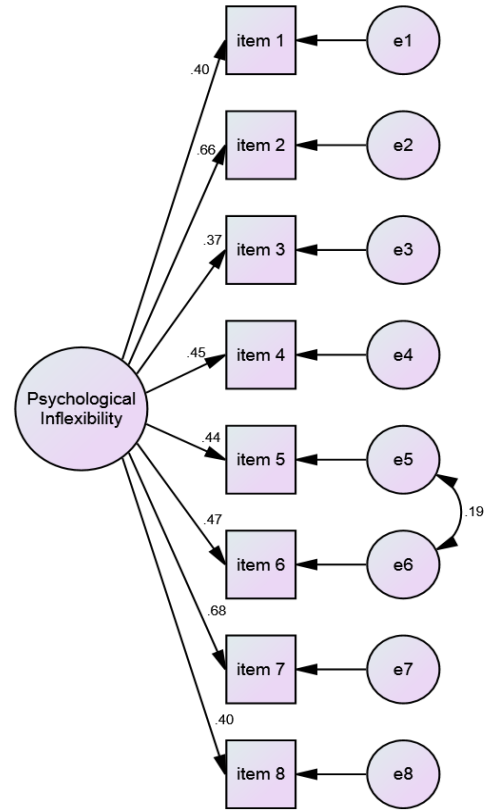 item 1
e1
.40
item 2
e2
.66
item 3
e3
.37
item 4
e4
.45
Psychological
Inflexibility
item 5
e5
.44
.19
item 6
e6
.47
item 7
e7
.68
item 8
e8
.40